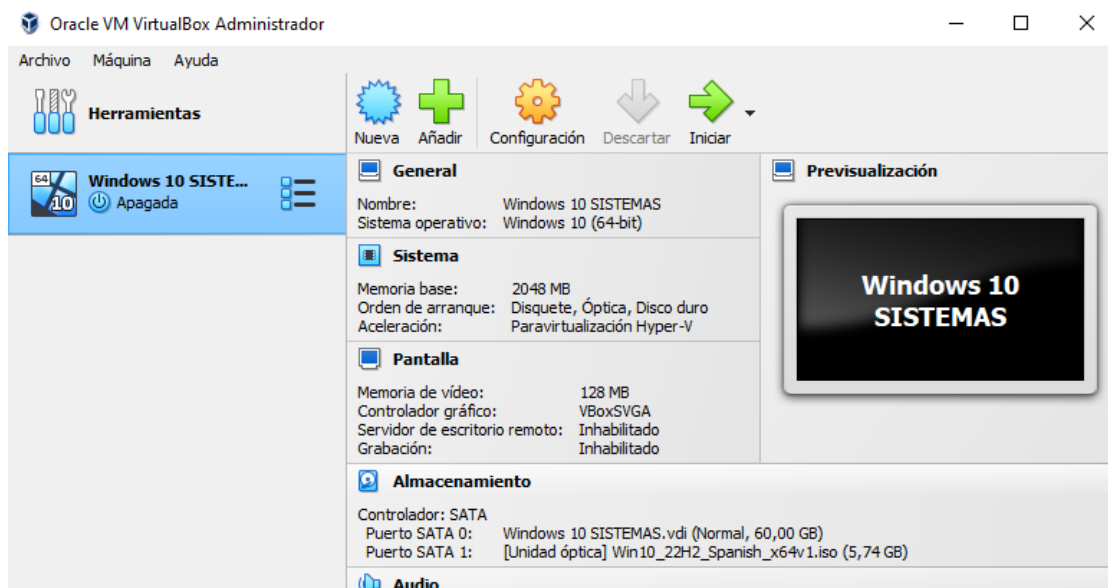 Oracle VM VirtualBox Administrador
Archivo Máquina Ayuda
Herramientas
Nueva Añadir Configuración Descartar Iniciar
64
10
Windows 10 SISTE...
Apagada
General
Nombre: Windows 10 SISTEMAS
Sistema operativo: Windows 10 (64-bit)
Sistema
Memoria base: 2048 MB
Orden de arranque: Disquete, Óptica, Disco duro
Aceleración: Paravirtualización Hyper-V
Pantalla
Memoria de vídeo: 128 MB
Controlador gráfico: VBoxSVGA
Servidor de escritorio remoto: Inhabilitado
Grabación: Inhabilitado
Previsualización
Windows 10
SISTEMAS
Almacenamiento
Controlador: SATA
Puerto SATA 0: Windows 10 SISTEMAS.vdi (Normal, 60,00 GB)
Puerto SATA 1: [Unidad óptica] Win10_22H2_Spanish_x64v1.iso (5,74 GB)
Audio